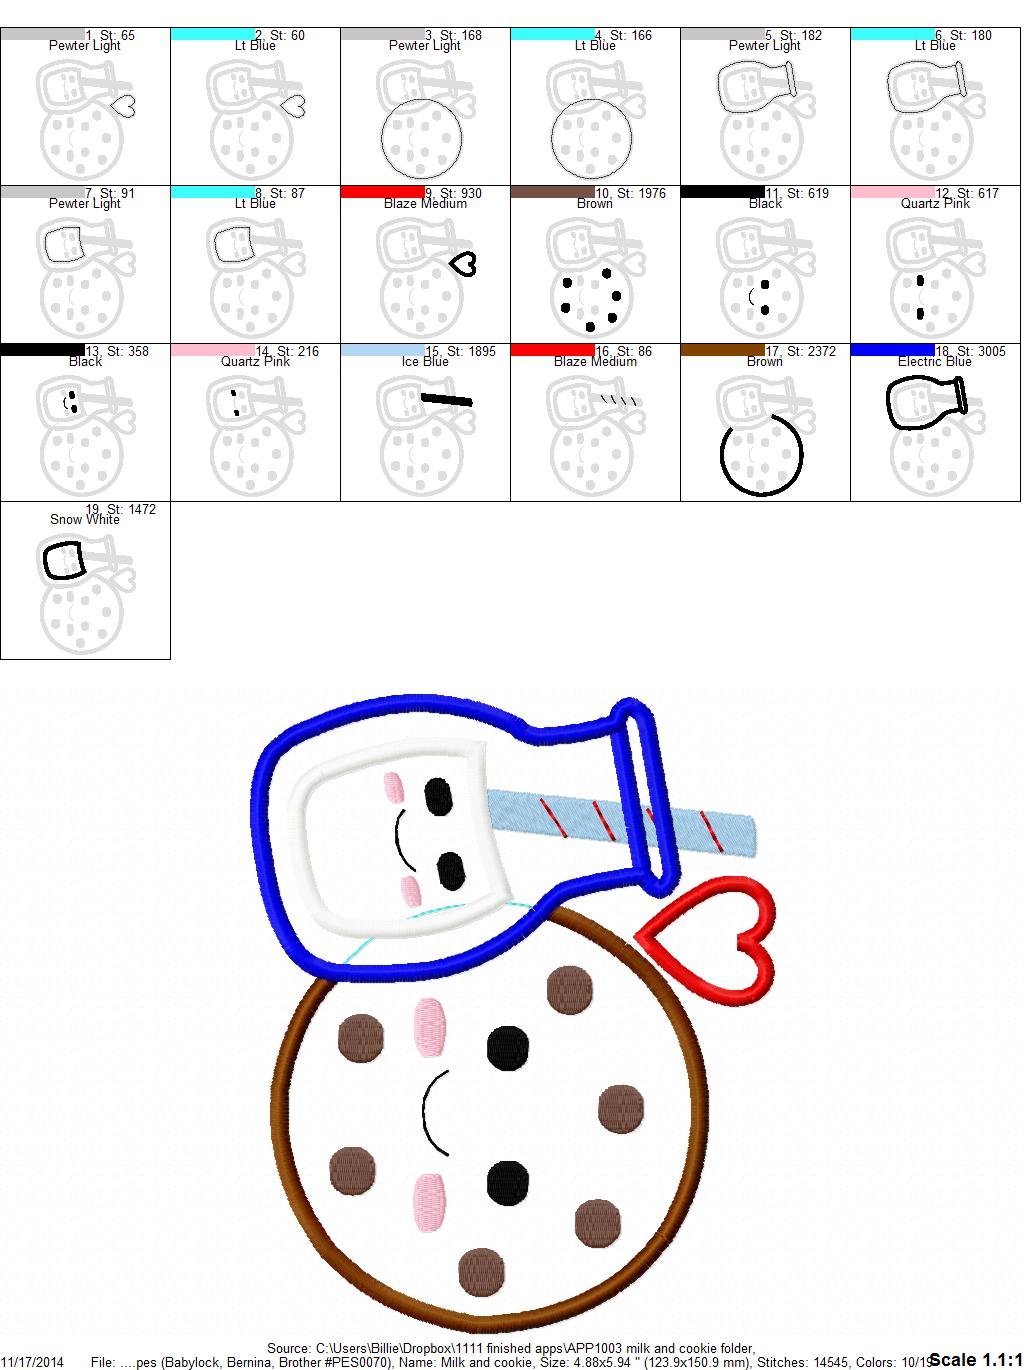 1, St: 65
Pewter Light
2, St: 60
Lt Blue
3, St: 168
Pewter Light
4, St: 166
Lt Blue
5, St: 182
Pewter Light
6, St: 180
Lt Blue
7, St: 91
Pewter Light
8, St: 87
Lt Blue
9, St: 930
Blaze Medium
10, St: 1976
Brown
11, St: 619
Black
12, St: 617
Quartz Pink
13, St: 358
Black
14, St: 216
Quartz Pink
15, St: 1895
Ice Blue
16, St: 86
Blaze Medium
17, St: 2372
Brown
18, St: 3005
Electric Blue
19, St: 1472
Snow White
Source: C:\Users\Billie\Dropbox\1111 finished apps\APP1003 milk and cookie folder,
11/17/2014 File: ....pes (Babylock, Bernina, Brother #PES0070), Name: Milk and cookie, Size: 4.88x5.94 " (123.9x150.9 mm), Stitches: 14545, Colors: 10/19 Scale 1.1:1